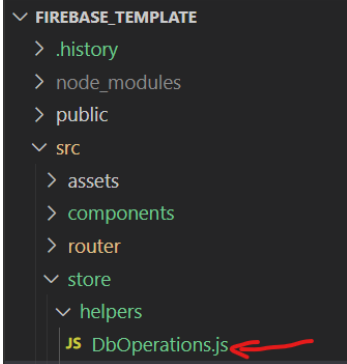 FIREBASE_TEMPLATE
.history
node_modules
public
src
assets
components
router
store
helpers
JS DbOperations.js